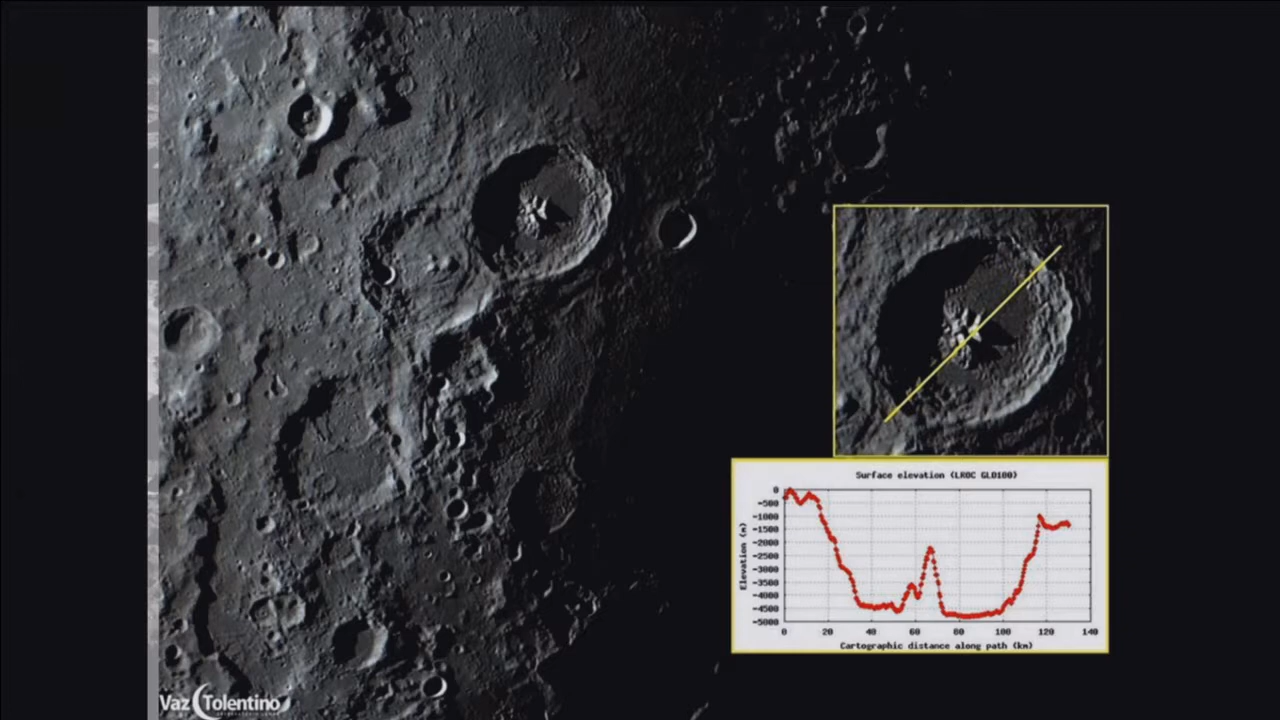 Surface elevation (LROC GLD100)
Elevation (m)
0
-500
-1000
-1500
-2000
-2500
-3000
-3500
-4000
-4500
-5000
0 20 40 60 80 100 120 140
Cartographic distance along path (km)
Vaz Tolentino